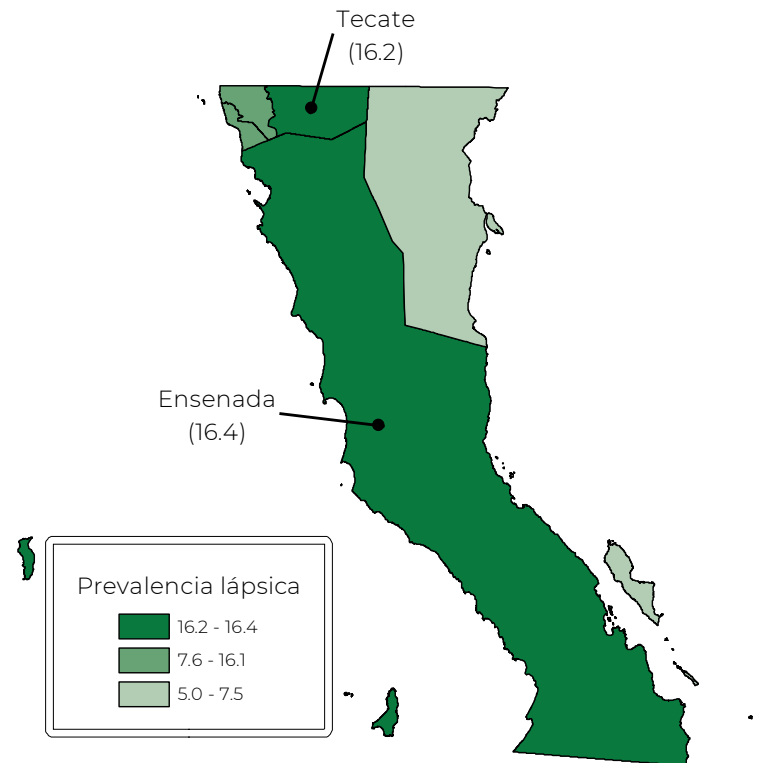 Tecate
(16.2)
Ensenada
(16.4)
Prevalencia lápsica
16.2 - 16.4
7.6 - 16.1
5.0 - 7.5